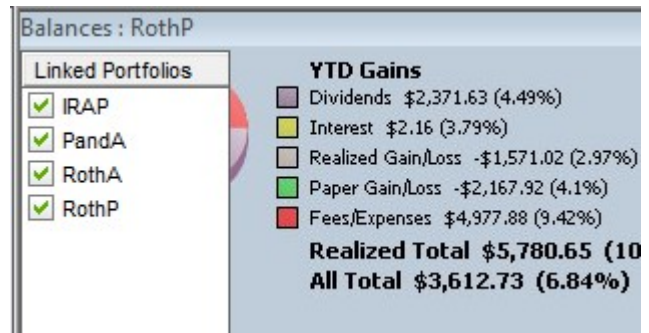 Balances : RothP
Linked Portfolios
IRAP
PandA
RothA
RothP
YTD Gains
Dividends $2,371.63 (4.49%)
Interest $2.16 (3.79%)
Realized Gain/Loss -$1,571.02 (2.97%)
Paper Gain/Loss -$2,167.92 (4.1%)
Fees/Expenses $4,977.88 (9.42%)
Realized Total $5,780.65 (10
All Total $3,612.73 (6.84%)